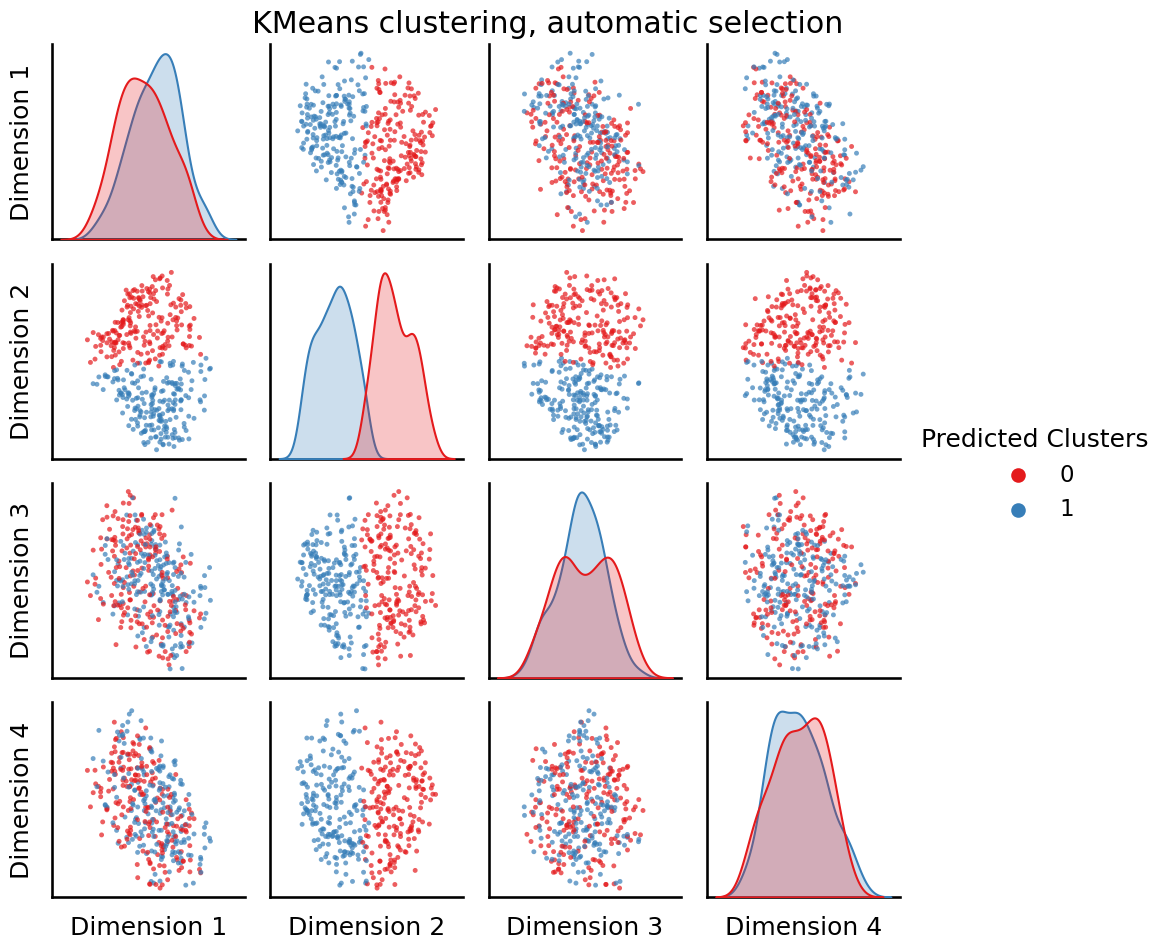 KMeans clustering, automatic selection
Dimension 1
Dimension 2
Dimension 3
Dimension 4
Predicted Clusters
0
1
Dimension 1
Dimension 2
Dimension 3
Dimension 4